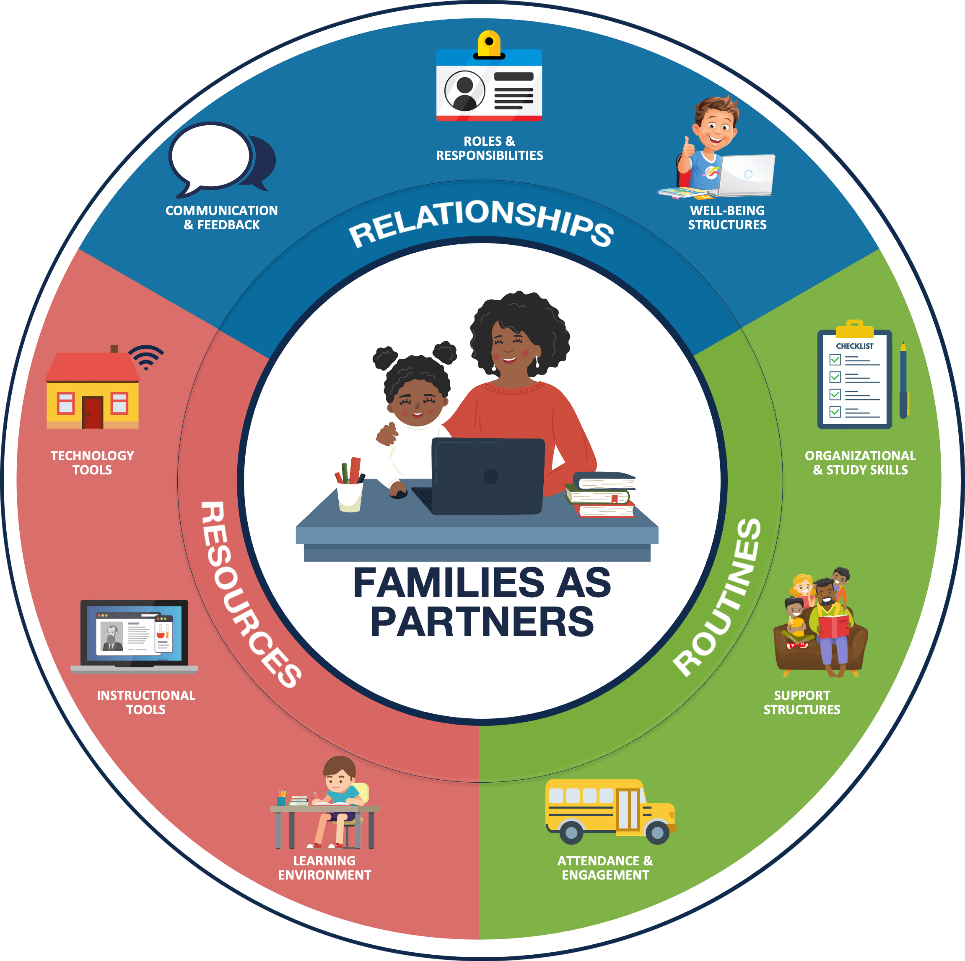 ROLES &
RESPONSIBILITIES
COMMUNICATION
& FEEDBACK
WELL-BEING
STRUCTURES
RELATIONSHIPS
CHECKLIST
ORGANIZATIONAL
& STUDY SKILLS
TECHNOLOGY
TOOLS
RESOURCES
ROUTINES
FAMILIES AS
PARTNERS
INSTRUCTIONAL
TOOLS
SUPPORT
STRUCTURES
LEARNING
ENVIRONMENT
ATTENDANCE &
ENGAGEMENT